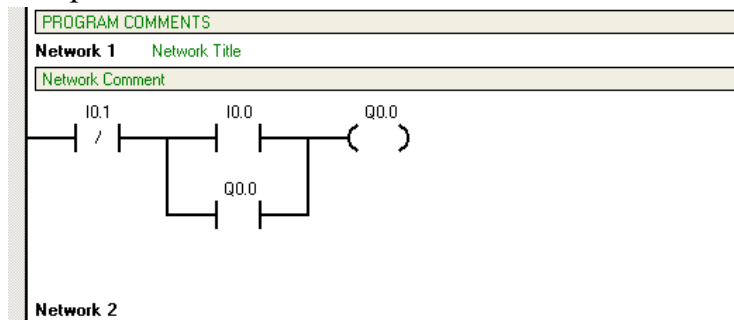 PROGRAM COMMENTS
Network 1 Network Title
Network Comment
I0.1 I0.0 Q0.0
/
Q0.0
Network 2